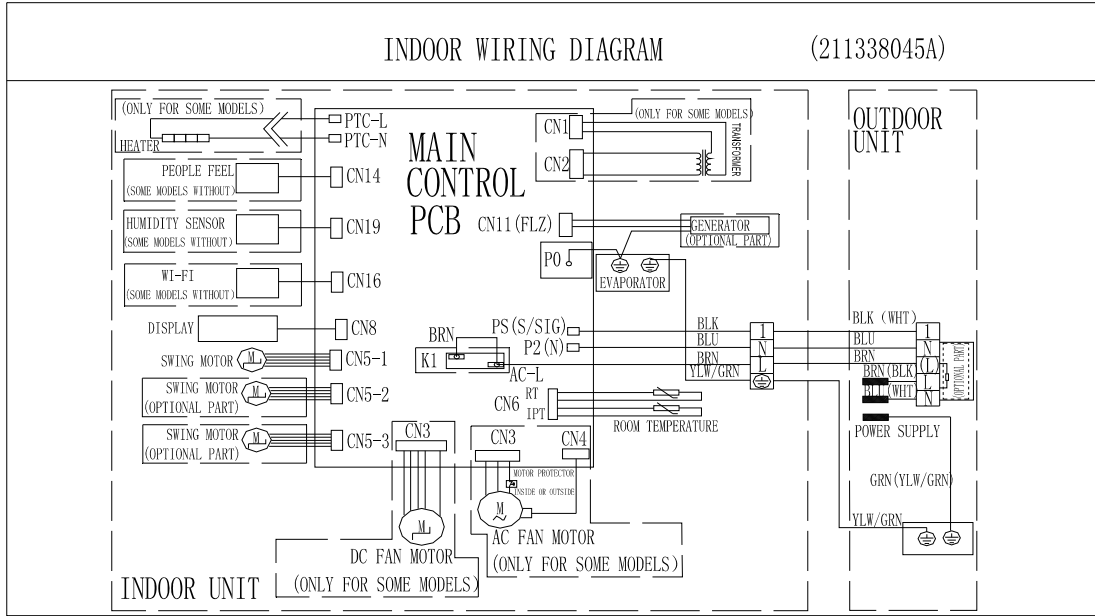 INDOOR WIRING DIAGRAM (211338045A)
(ONLY FOR SOME MODELS)
HEATER
PTC-L
PTC-N
PEOPLE FEEL
(SOME MODELS WITHOUT)
CN14
HUMIDITY SENSOR
(SOME MODELS WITHOUT)
CN19
WI-FI
(SOME MODELS WITHOUT)
CN16
DISPLAY
CN8
SWING MOTOR
M
CN5-1
SWING MOTOR
(OPTIONAL PART)
M
CN5-2
SWING MOTOR
(OPTIONAL PART)
M
CN5-3
MAIN
CONTROL
PCB
(ONLY FOR SOME MODELS)
CN1
CN2
TRANSFORMER
CN11(FLZ)
GENERATOR
(OPTIONAL PART)
P0
EVAPORATOR
BRN
K1
PS(S/SIG)
P2(N)
AC-L
BLK
BLU
BRN
YLW/GRN
1
N
L
CN6
RT
IPT
ROOM TEMPERATURE
CN3
M
DC FAN MOTOR
(ONLY FOR SOME MODELS)
CN3
CN4
MOTOR PROTECTOR
INSIDE OR OUTSIDE
M
AC FAN MOTOR
(ONLY FOR SOME MODELS)
INDOOR UNIT
OUTDOOR
UNIT
BLK (WHT)
BLU
BRN
BRN(BLK)
BLU(WHT)
1
N
(L)
L
N
OPTIONAL PART
POWER SUPPLY
GRN(YLW/GRN)
YLW/GRN